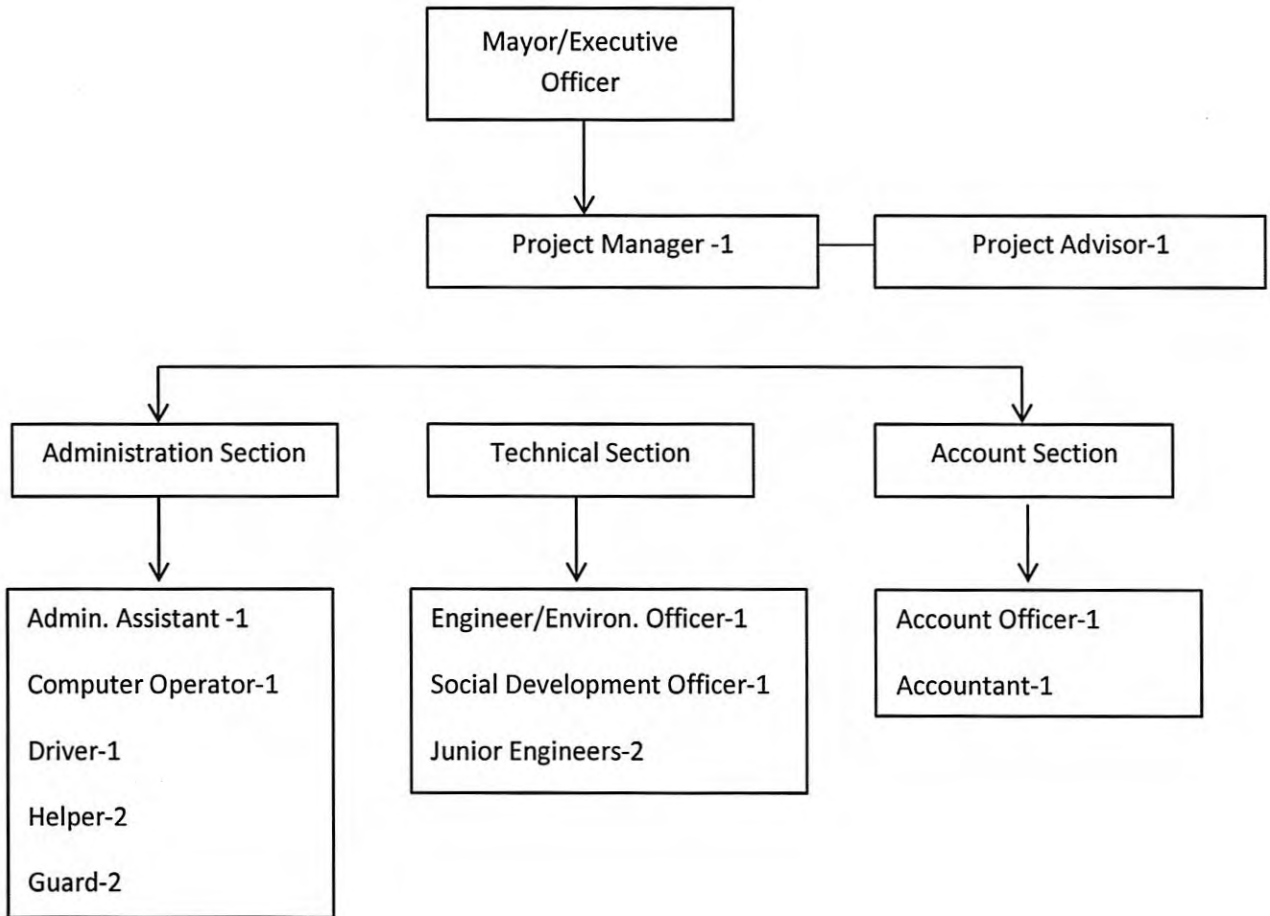 Mayor/Executive
Officer
Project Manager -1
Project Advisor-1
Administration Section
Technical Section
Account Section
Admin. Assistant -1
Computer Operator-1
Driver-1
Helper-2
Guard-2
Engineer/Environ. Officer-1
Social Development Officer-1
Junior Engineers-2
Account Officer-1
Accountant-1